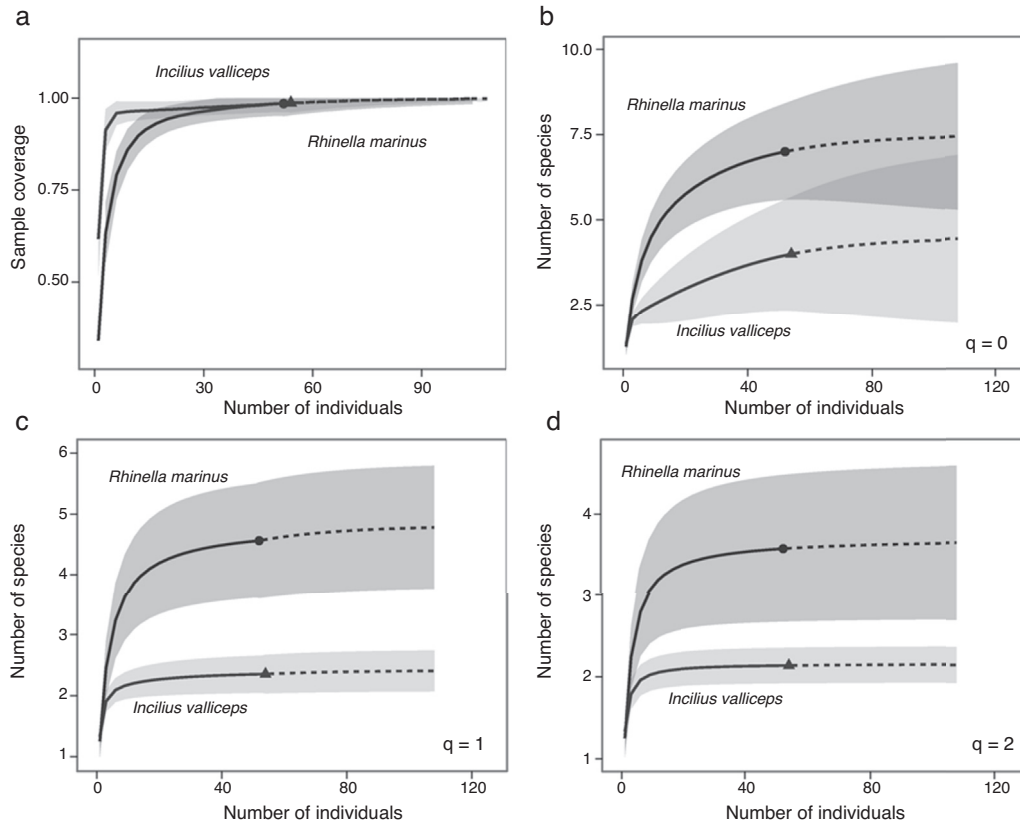 a
Incilius valliceps
Rhinella marinus
1.00
0.75
0.50
Sample coverage
0 30 60 90
Number of individuals
b
Rhinella marinus
Incilius valliceps
10.0
7.5
5.0
2.5
Number of species
q = 0
0 40 80 120
Number of individuals
c
Rhinella marinus
Incilius valliceps
6
5
4
3
2
1
Number of species
q = 1
0 40 80 120
Number of individuals
d
Rhinella marinus
Incilius valliceps
4
3
2
1
Number of species
q = 2
0 40 80 120
Number of individuals